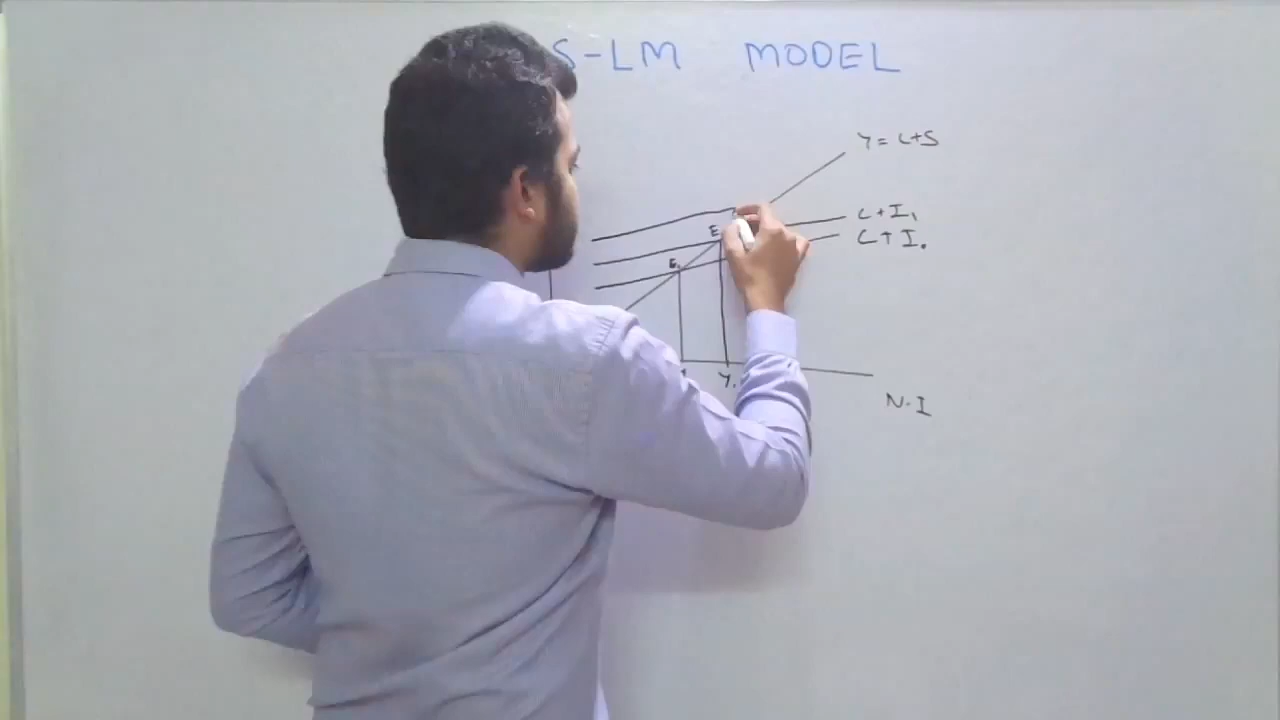 S-LM MODEL
Y = C+S
C + I₁
C + I₀
E
E₀
Y₁
N.I